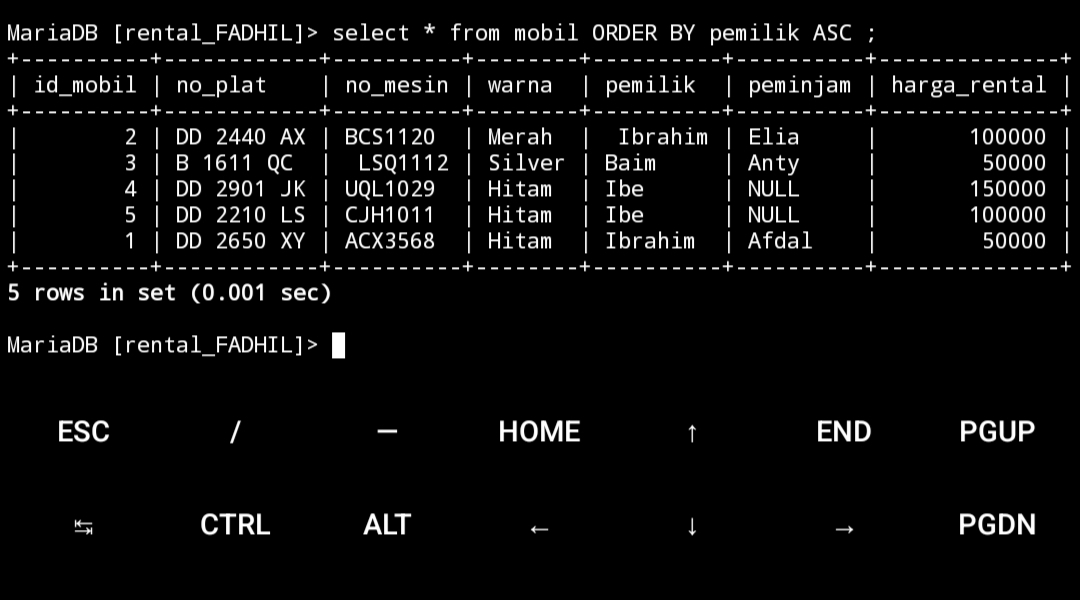 MariaDB [rental_FADHIL]> select * from mobil ORDER BY pemilik ASC ;
+----------+------------+----------+--------+----------+----------+--------------+
| id_mobil | no_plat    | no_mesin | warna  | pemilik  | peminjam | harga_rental |
+----------+------------+----------+--------+----------+----------+--------------+
|        2 | DD 2440 AX | BCS1120  | Merah  |  Ibrahim | Elia     |       100000 |
|        3 | B 1611 QC  |  LSQ1112 | Silver | Baim     | Anty     |        50000 |
|        4 | DD 2901 JK | UQL1029  | Hitam  | Ibe      | NULL     |       150000 |
|        5 | DD 2210 LS | CJH1011  | Hitam  | Ibe      | NULL     |       100000 |
|        1 | DD 2650 XY | ACX3568  | Hitam  | Ibrahim  | Afdal    |        50000 |
+----------+------------+----------+--------+----------+----------+--------------+
5 rows in set (0.001 sec)
MariaDB [rental_FADHIL]>
ESC / — HOME ↑ END PGUP
↹ CTRL ALT ← ↓ → PGDN